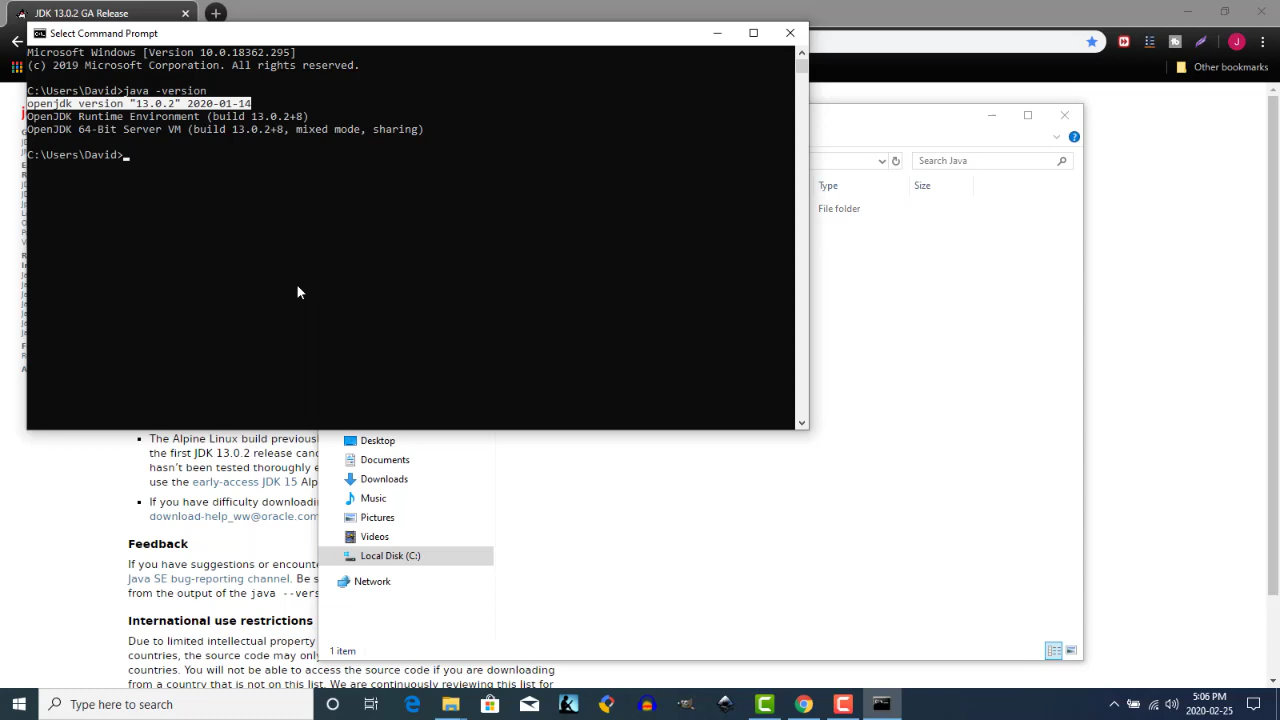 JDK 13.0.2 GA Release
Select Command Prompt
Microsoft Windows [Version 10.0.18362.295]
(c) 2019 Microsoft Corporation. All rights reserved.
C:\Users\David>java -version
openjdk version "13.0.2" 2020-01-14
OpenJDK Runtime Environment (build 13.0.2+8)
OpenJDK 64-Bit Server VM (build 13.0.2+8, mixed mode, sharing)
C:\Users\David>
J
Other bookmarks
Search Java
Type
Size
File folder
The Alpine Linux build previous
the first JDK 13.0.2 release can
hasn't been tested thoroughly
use the early-access JDK 15 Alp
If you have difficulty downloadin
download-help_ww@oracle.com
Feedback
If you have suggestions or encount
Java SE bug-reporting channel. Be s
from the output of the java --vers
International use restrictions
Due to limited intellectual property
countries, the source code may only
countries. You will not be able to access the source code if you are downloading
from a country that is not on this list. We are continuously reviewing this list for
Desktop
Documents
Downloads
Music
Pictures
Videos
Local Disk (C:)
Network
1 item
Type here to search
5:06 PM
2020-02-25